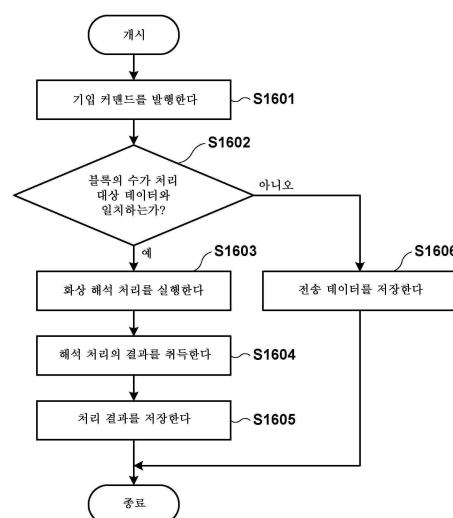 개시
기입 커맨드를 발행한다
S1601
S1602
블록의 수가 처리
대상 데이터와
일치하는가?
아니오
예
S1603
화상 해석 처리를 실행한다
S1606
전송 데이터를 저장한다
해석 처리의 결과를 취득한다
S1604
처리 결과를 저장한다
S1605
종료